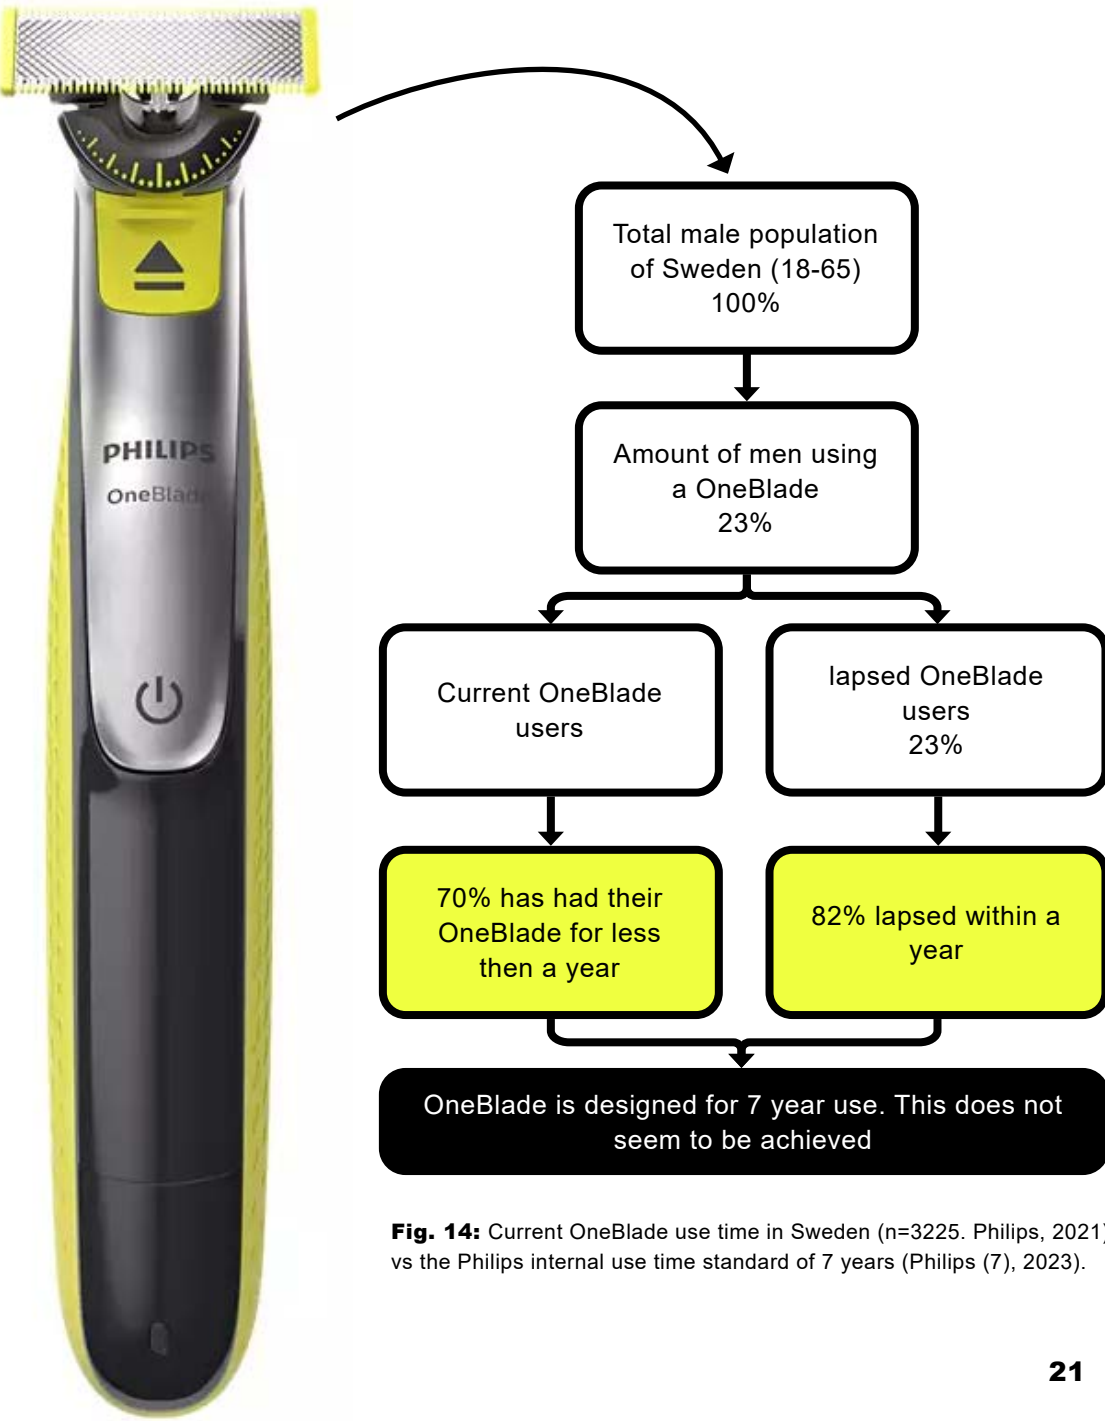 PHILIPS
OneBlade
Total male population
of Sweden (18-65)
100%
Amount of men using
a OneBlade
23%
Current OneBlade
users
lapsed OneBlade
users
23%
70% has had their
OneBlade for less
then a year
82% lapsed within a
year
OneBlade is designed for 7 year use. This does not
seem to be achieved
Fig. 14: Current OneBlade use time in Sweden (n=3225. Philips, 2021)
vs the Philips internal use time standard of 7 years (Philips (7), 2023).
21